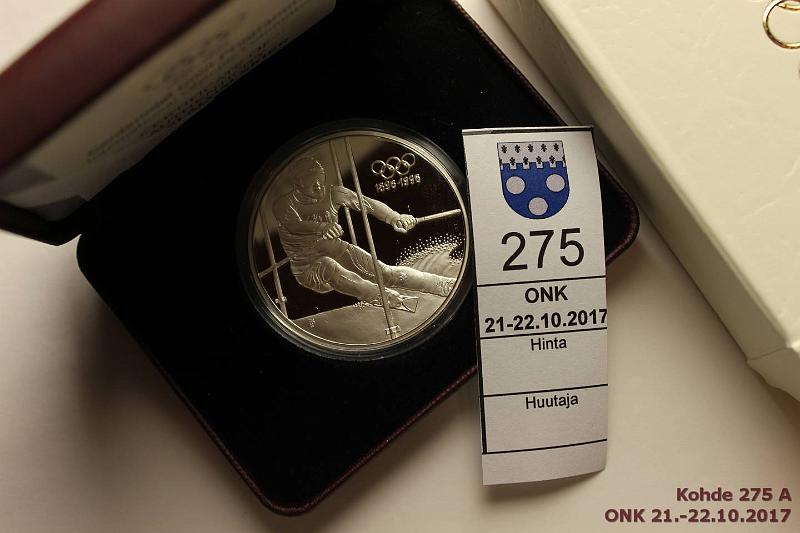 1896-1996
275
ONK
21-22.10.2017
Hinta
Huutaja
Kohde 275 A
ONK 21.-22.10.2017